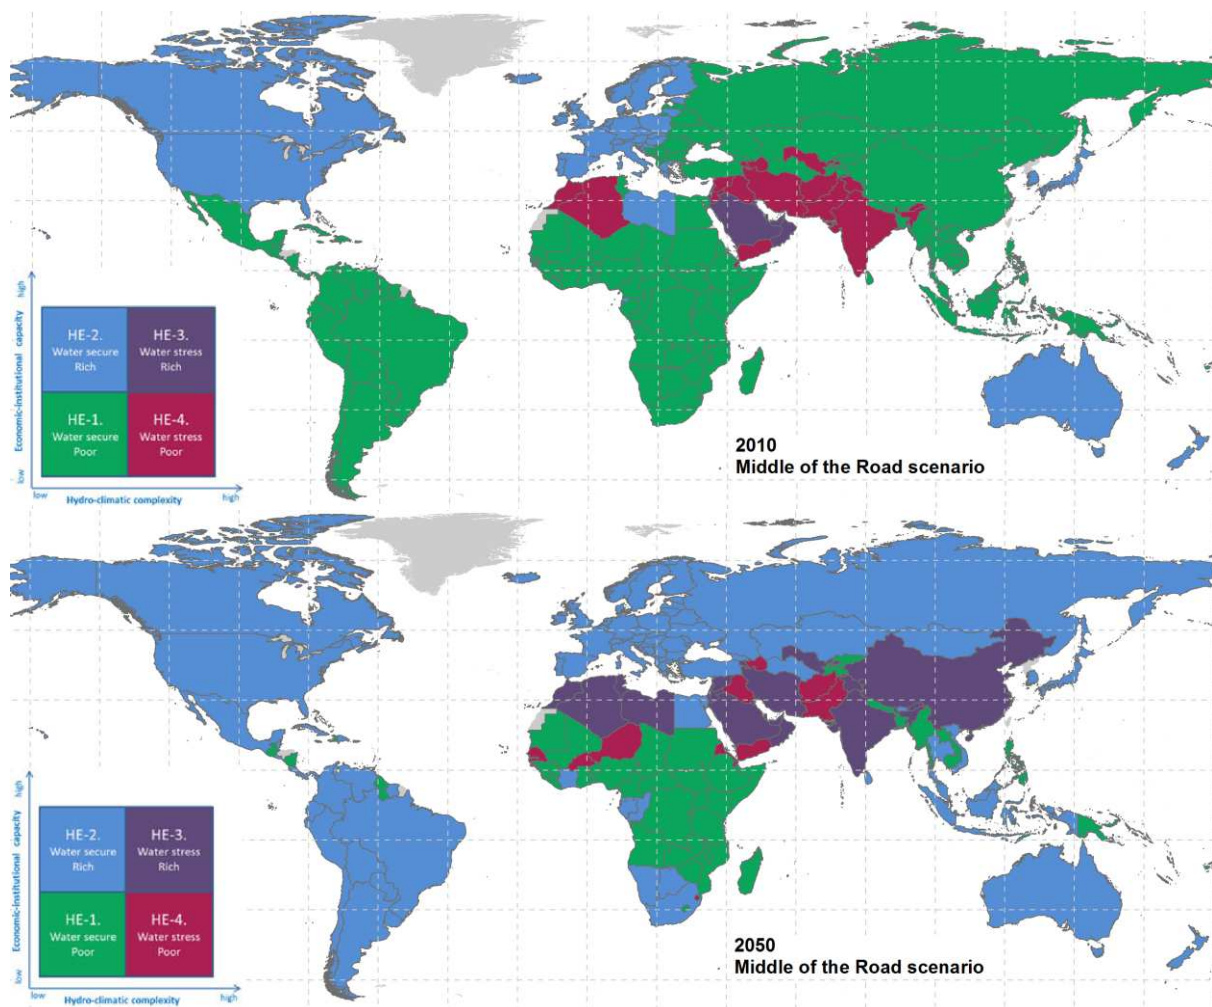 high
Economic-institutional capacity
low
HE-2.
Water secure
Rich
HE-3.
Water stress
Rich
HE-1.
Water secure
Poor
HE-4.
Water stress
Poor
low
Hydro-climatic complexity
high
2010
Middle of the Road scenario
high
Economic-institutional capacity
low
HE-2.
Water secure
Rich
HE-3.
Water stress
Rich
HE-1.
Water secure
Poor
HE-4.
Water stress
Poor
low
Hydro-climatic complexity
high
2050
Middle of the Road scenario